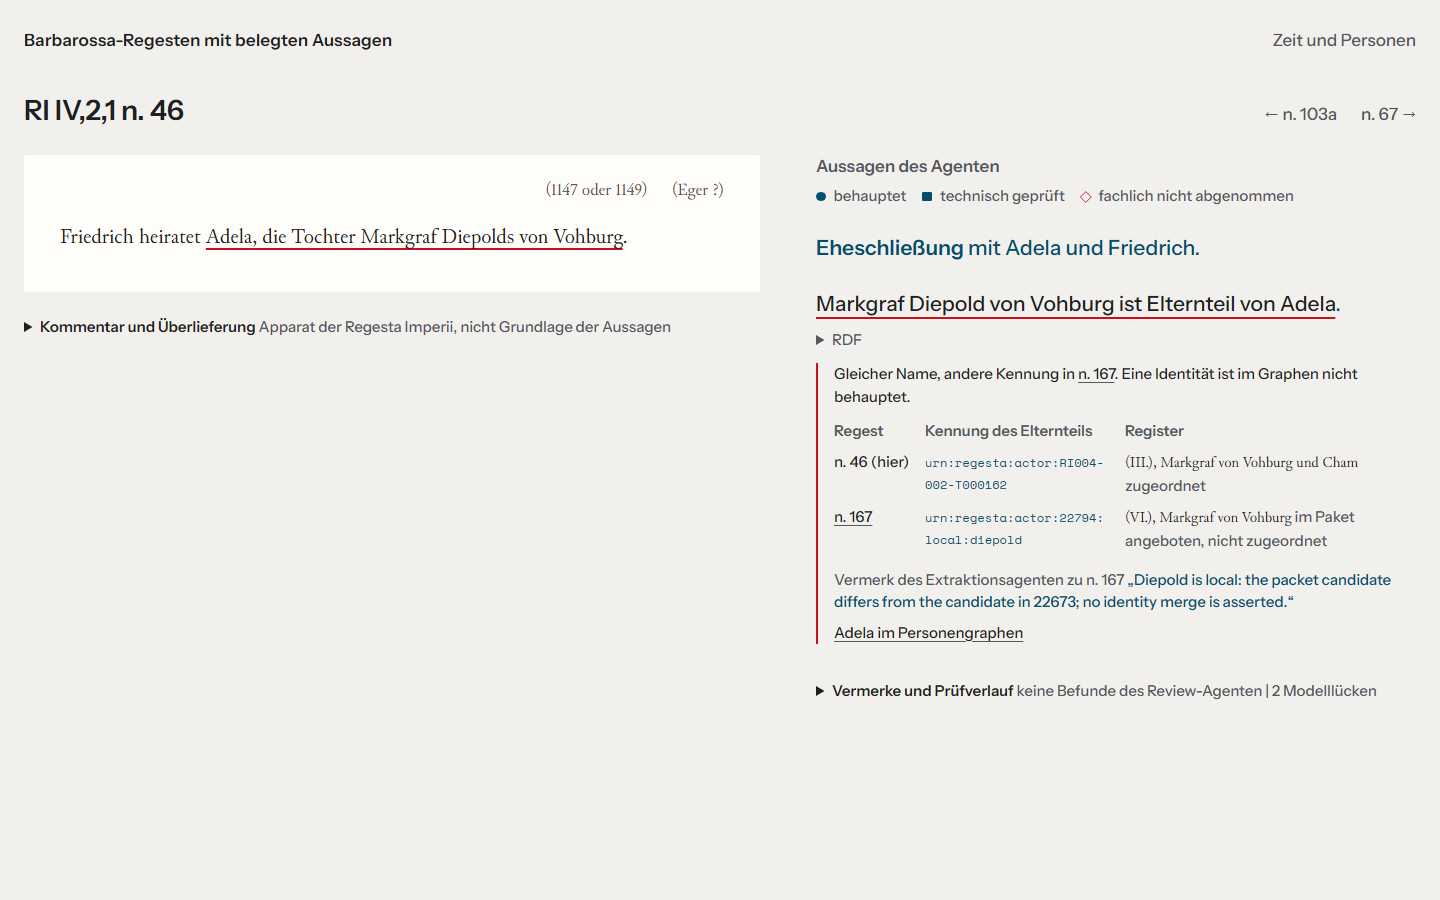 Barbarossa-Regesten mit belegten Aussagen
Zeit und Personen
RI IV,2,1 n. 46
← n. 103a n. 67 →
(1147 oder 1149) (Eger ?)
Friedrich heiratet Adela, die Tochter Markgraf Diepolds von Vohburg.
Kommentar und Überlieferung Apparat der Regesta Imperii, nicht Grundlage der Aussagen
Aussagen des Agenten
behauptet technisch geprüft fachlich nicht abgenommen
Eheschließung mit Adela und Friedrich.
Markgraf Diepold von Vohburg ist Elternteil von Adela.
RDF
Gleicher Name, andere Kennung in n. 167. Eine Identität ist im Graphen nicht
behauptet.
Regest Kennung des Elternteils Register
n. 46 (hier) urn:regesta:actor:RI004- (III.), Markgraf von Vohburg und Cham
002-T000162 zugeordnet
n. 167 urn:regesta:actor:22794: (VI.), Markgraf von Vohburg im Paket
local:diepold angeboten, nicht zugeordnet
Vermerk des Extraktionsagenten zu n. 167 „Diepold is local: the packet candidate
differs from the candidate in 22673; no identity merge is asserted.“
Adela im Personengraphen
Vermerke und Prüfverlauf keine Befunde des Review-Agenten | 2 Modelllücken